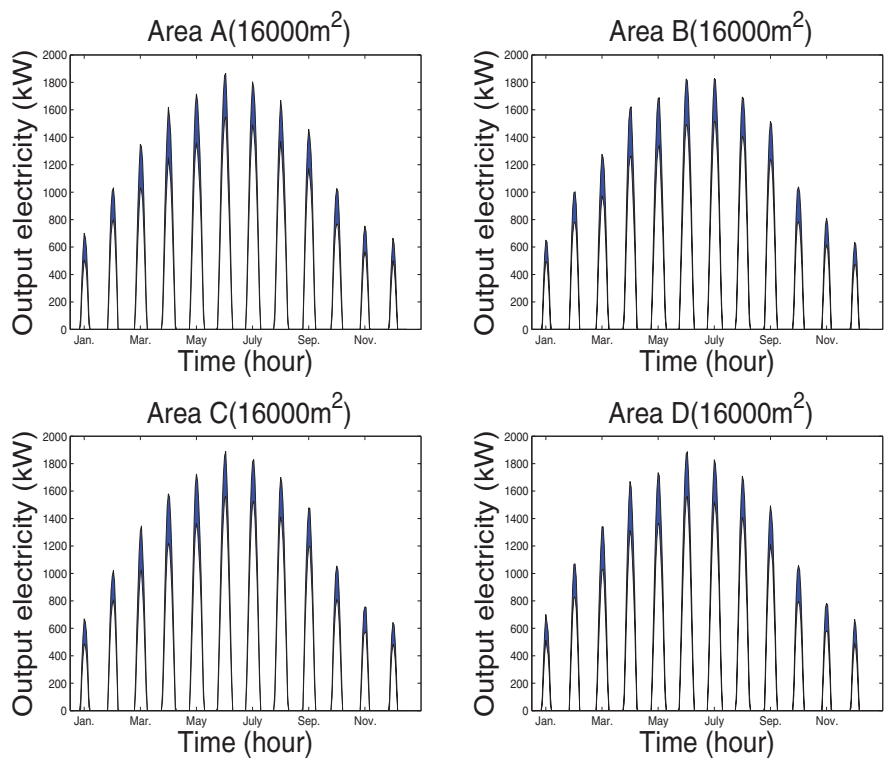 Area A(16000m²)
Output electricity (kW)
2000
1800
1600
1400
1200
1000
800
600
400
200
0
Jan. Mar. May July Sep. Nov.
Time (hour)
Area B(16000m²)
Output electricity (kW)
2000
1800
1600
1400
1200
1000
800
600
400
200
0
Jan. Mar. May July Sep. Nov.
Time (hour)
Area C(16000m²)
Output electricity (kW)
2000
1800
1600
1400
1200
1000
800
600
400
200
0
Jan. Mar. May July Sep. Nov.
Time (hour)
Area D(16000m²)
Output electricity (kW)
2000
1800
1600
1400
1200
1000
800
600
400
200
0
Jan. Mar. May July Sep. Nov.
Time (hour)